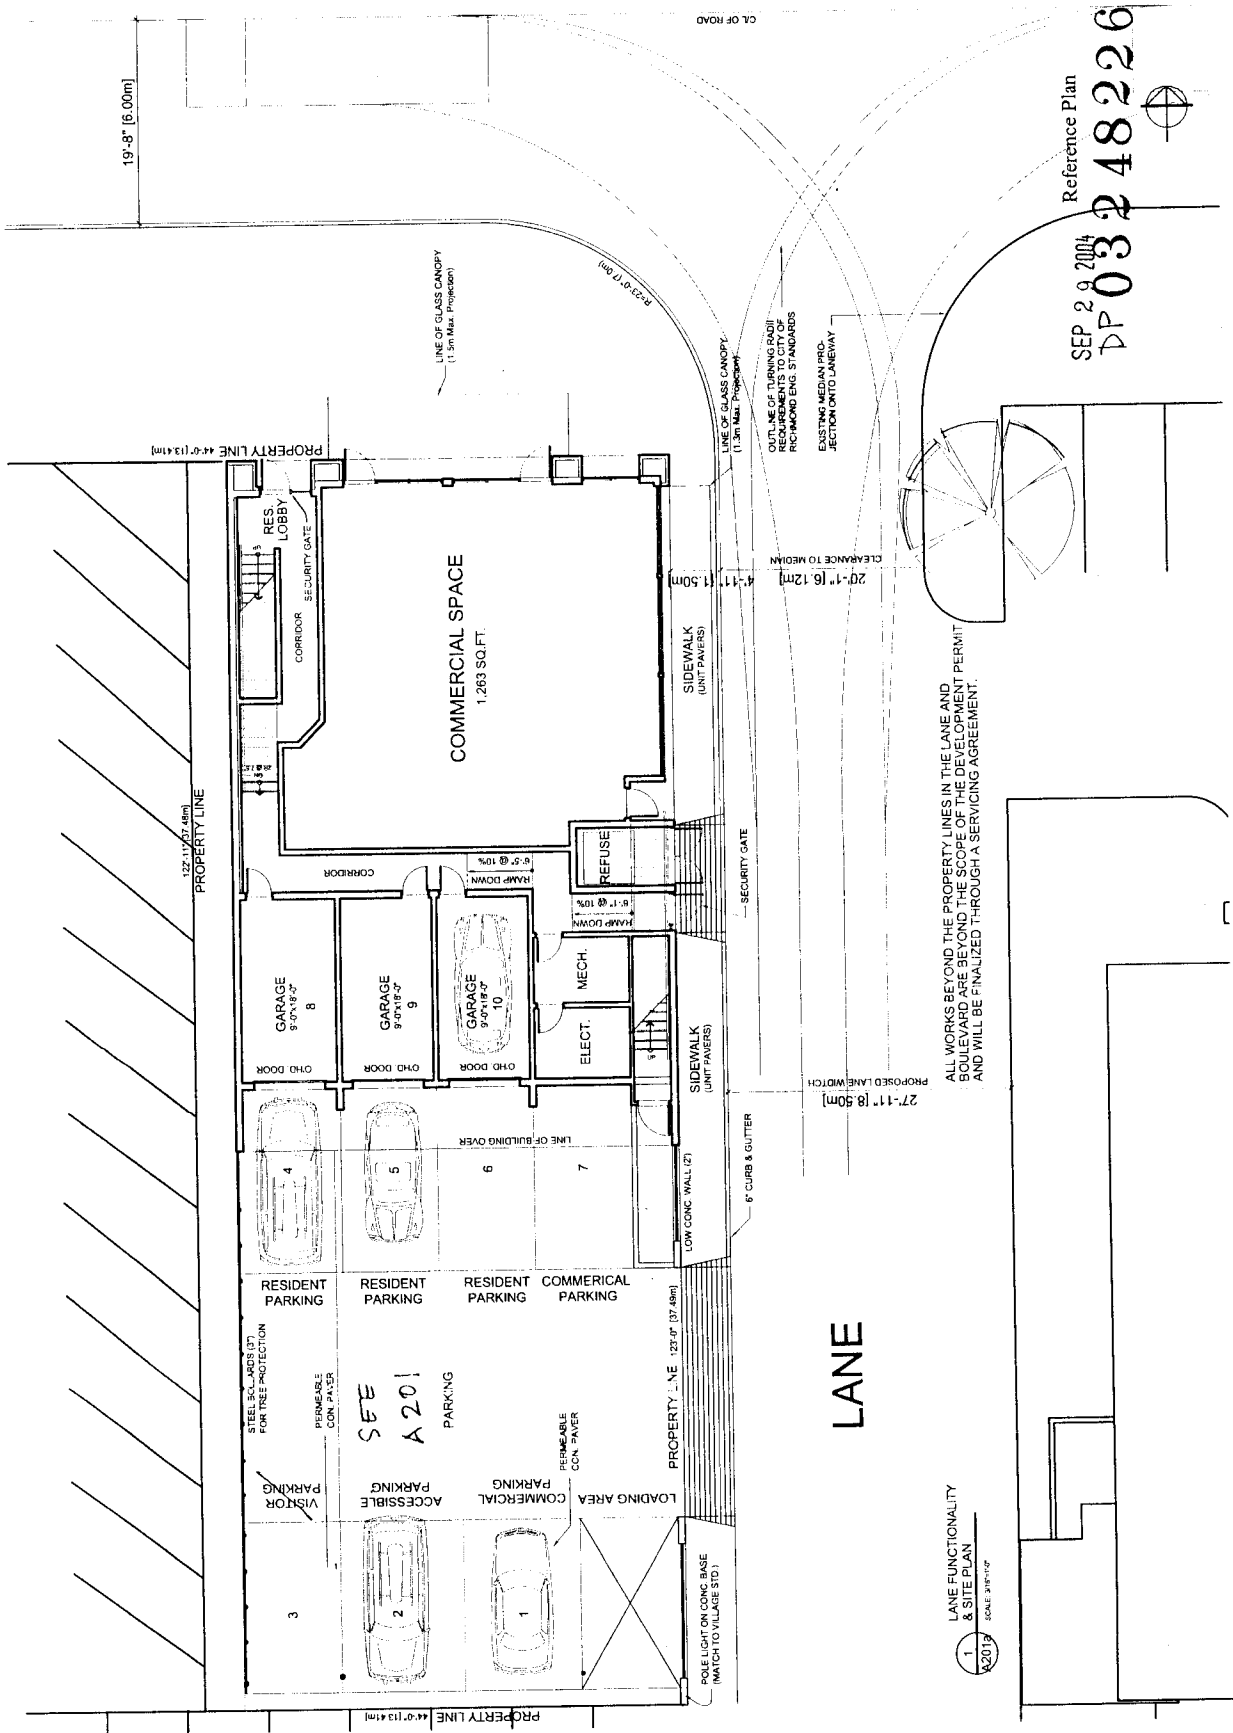 C/L OF ROAD
19'-8" [6.00m]
Reference Plan
SEP 29 2004
DP 03248226
LINE OF GLASS CANOPY
(1.5m Max. Projection)
R=23'-0" (7.0m)
LINE OF GLASS CANOPY
(1.3m Max. Projection)
OUTLINE OF TURNING RADII
REQUIREMENTS TO CITY OF
RICHMOND ENG. STANDARDS
EXISTING MEDIAN PRO-
JECTION ONTO LANEWAY
PROPERTY LINE 44'-0" [13.41m]
RES.
LOBBY
SECURITY GATE
UP
CORRIDOR
COMMERCIAL SPACE
1,263 SQ.FT.
4'-11" [1.50m]
20'-1" [6.12m]
CLEARANCE TO MEDIAN
SIDEWALK
(UNIT PAVERS)
122'-11" [37.48m]
PROPERTY LINE
CORRIDOR
RAMP DOWN
6'-5" @ 10%
REFUSE
RAMP DOWN
6'-1" @ 10%
SECURITY GATE
GARAGE
9'-0"x18'-0"
8
GARAGE
9'-0"x18'-0"
9
GARAGE
9'-0"x18'-0"
10
MECH.
ELECT.
UP
O'HD. DOOR
O'HD. DOOR
O'HD. DOOR
SIDEWALK
(UNIT PAVERS)
PROPOSED LANE WIDTCH
27'-11" [8.50m]
ALL WORKS BEYOND THE PROPERTY LINES IN THE LANE AND
BOULEVARD ARE BEYOND THE SCOPE OF THE DEVELOPMENT PERMIT
AND WILL BE FINALIZED THROUGH A SERVICING AGREEMENT.
LINE OF BUILDING OVER
4
5
6
7
LOW CONC. WALL (2')
6" CURB & GUTTER
RESIDENT
PARKING
RESIDENT
PARKING
RESIDENT
PARKING
COMMERICAL
PARKING
STEEL BOLLARDS (3')
FOR TREE PROTECTION
PERMEABLE
CON. PAVER
SEE
A201
PARKING
PERMEABLE
CON. PAVER
PROPERTY LINE 123'-0" [37.49m]
LANE
VISITOR
PARKING
ACCESSIBLE
PARKING
COMMERCIAL
PARKING
LOADING AREA
3
2
1
POLE LIGHT ON CONC. BASE
(MATCH TO VILLAGE STD.)
PROPERTY LINE 44'-0" [13.41m]
1
A201a
LANE FUNCTIONALITY
& SITE PLAN
SCALE: 3/16"=1'-0"